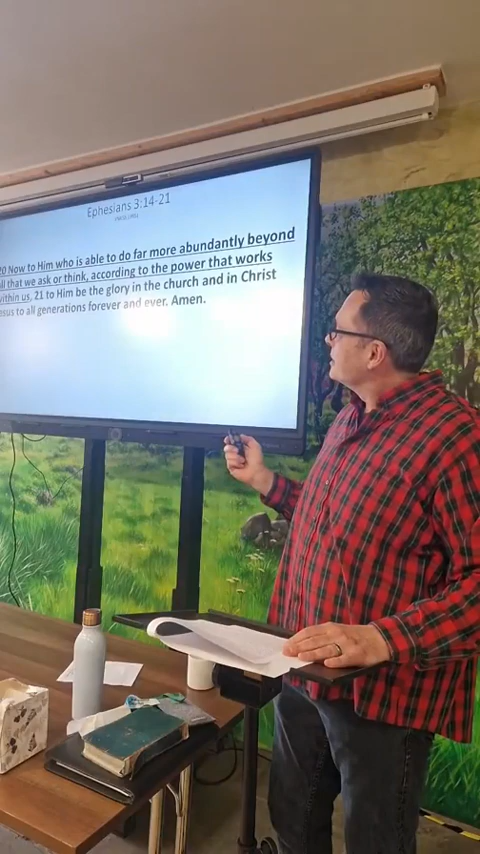 Ephesians 3:14-21
20 Now to Him who is able to do far more abundantly beyond
all that we ask or think, according to the power that works
within us, 21 to Him be the glory in the church and in Christ
Jesus to all generations forever and ever. Amen.